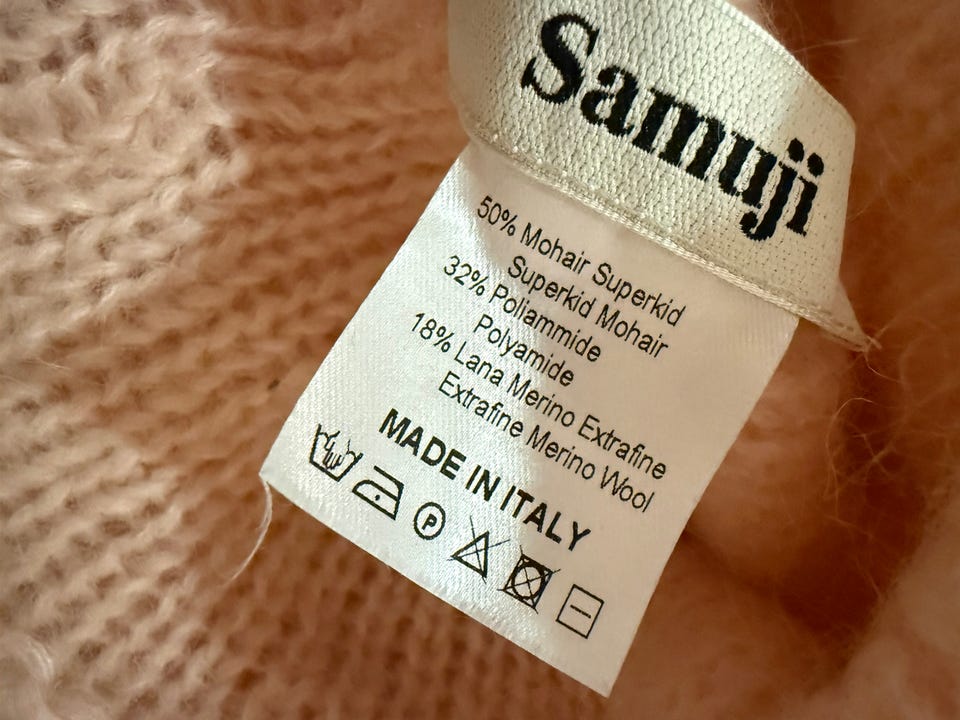 Samuji
50% Mohair Superkid
Superkid Mohair
32% Poliammide
Polyamide
18% Lana Merino Extrafine
Extrafine Merino Wool
MADE IN ITALY
P